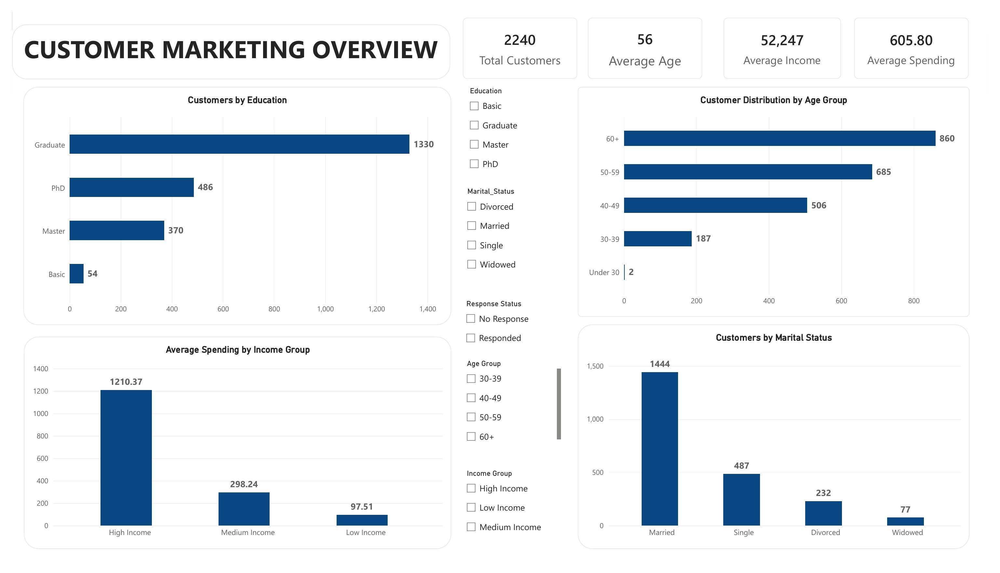 CUSTOMER MARKETING OVERVIEW
2240
Total Customers
56
Average Age
52,247
Average Income
605.80
Average Spending
Customers by Education
Graduate
1330
PhD
486
Master
370
Basic
54
0 200 400 600 800 1,000 1,200 1,400
Average Spending by Income Group
1400
1200
1000
800
600
400
200
0
1210.37
298.24
97.51
High Income Medium Income Low Income
Education
Basic
Graduate
Master
PhD
Marital_Status
Divorced
Married
Single
Widowed
Response Status
No Response
Responded
Age Group
30-39
40-49
50-59
60+
Income Group
High Income
Low Income
Medium Income
Customer Distribution by Age Group
60+
860
50-59
685
40-49
506
30-39
187
Under 30
2
0 200 400 600 800
Customers by Marital Status
1,500
1,000
500
0
1444
487
232
77
Married Single Divorced Widowed